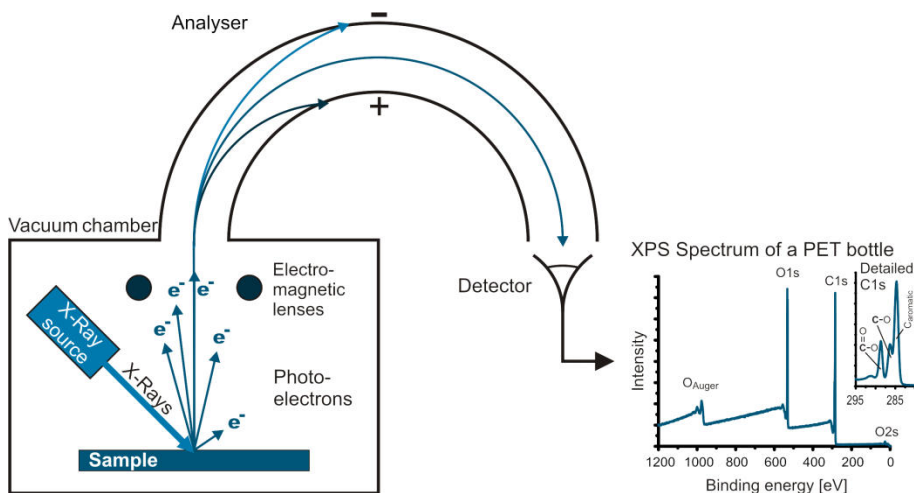 Analyser
-
+
Vacuum chamber
Electro-
magnetic
lenses
X-Ray
source
X-Rays
e-
e-
e-
e-
e-
Photo-
electrons
Sample
Detector
XPS Spectrum of a PET bottle
O1s
C1s
Detailed
C1s
O
C-O
C-O
Caromatic
295
285
Intensity
OAuger
O2s
1200
1000
800
600
400
200
0
Binding energy [eV]